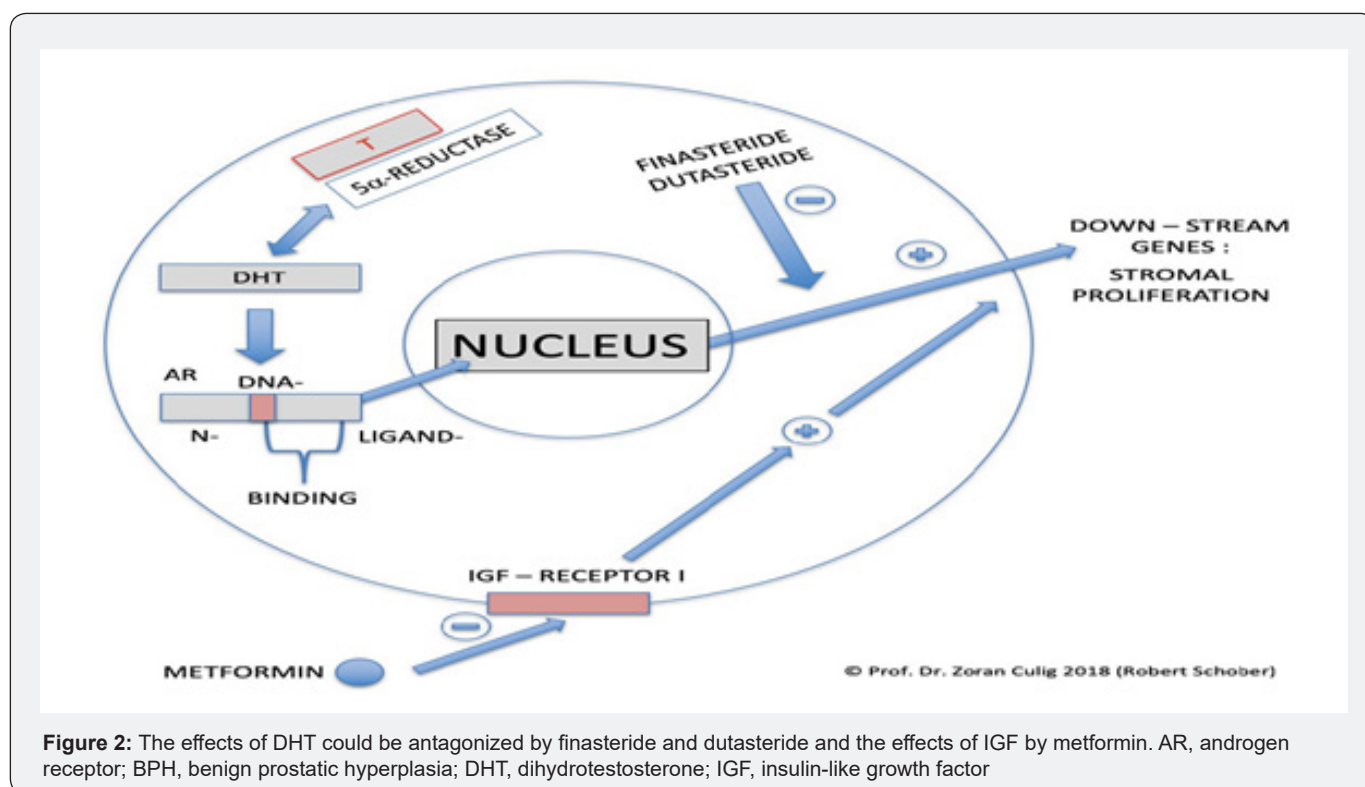 T
5α-REDUCTASE
FINASTERIDE
DUTASTERIDE
DOWN – STREAM
GENES :
STROMAL
PROLIFERATION
DHT
NUCLEUS
AR
DNA-
N-
LIGAND-
BINDING
IGF – RECEPTOR I
METFORMIN
© Prof. Dr. Zoran Culig 2018 (Robert Schober)
Figure 2: The effects of DHT could be antagonized by finasteride and dutasteride and the effects of IGF by metformin. AR, androgen
receptor; BPH, benign prostatic hyperplasia; DHT, dihydrotestosterone; IGF, insulin-like growth factor